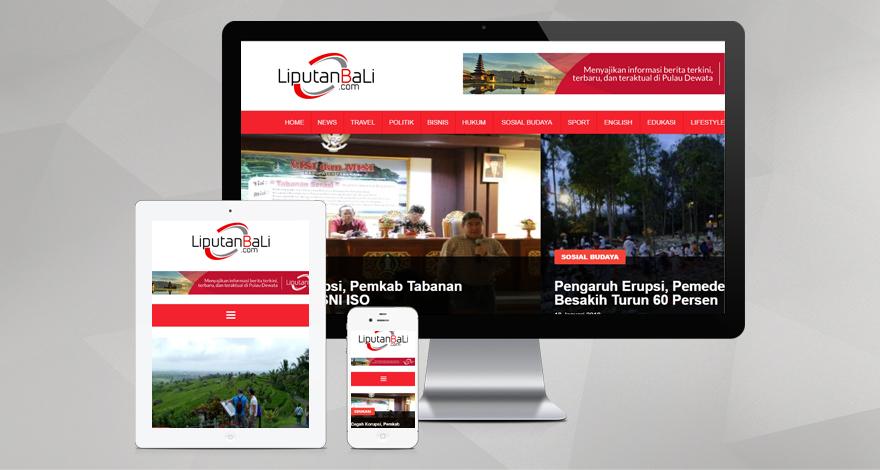 LiputanBaLi
.com
Menyajikan informasi berita terkini,
terbaru, dan teraktual di Pulau Dewata
HOME NEWS TRAVEL POLITIK BISNIS HUKUM SOSIAL BUDAYA SPORT ENGLISH EDUKASI LIFESTYLE
VISI dan MISI
Tabanan Serasi
psi, Pemkab Tabanan
SNI ISO
SOSIAL BUDAYA
Pengaruh Erupsi, Pemede
Besakih Turun 60 Persen
LiputanBaLi
.com
Menyajikan informasi berita terkini,
terbaru, dan teraktual di Pulau Dewata
LiputanBaLi
.com
EDUKASI
Cegah Korupsi, Pemkab